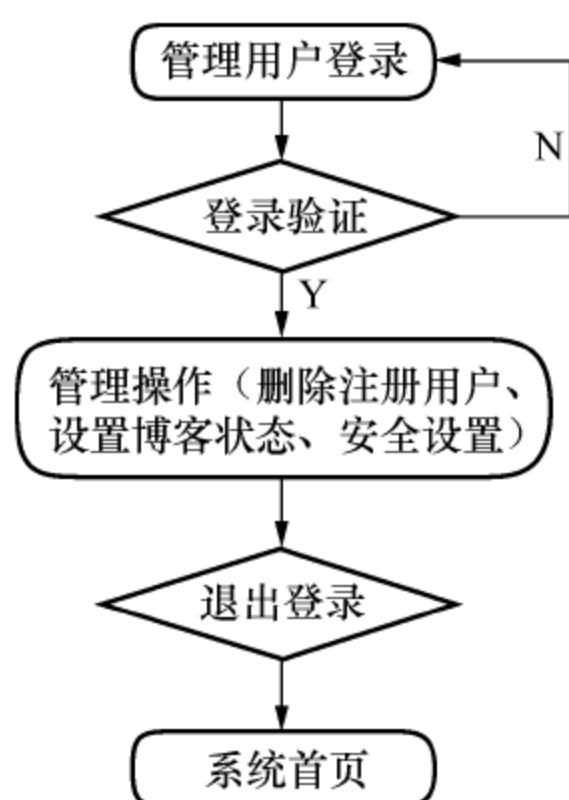 管理用户登录
N
登录验证
Y
管理操作（删除注册用户、
设置博客状态、安全设置）
退出登录
系统首页